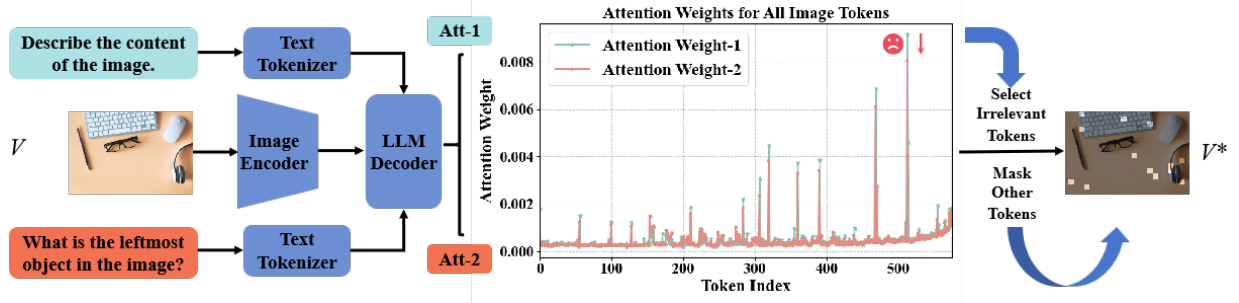 Describe the content
of the image.
Text
Tokenizer
Att-1
V
Image
Encoder
LLM
Decoder
What is the leftmost
object in the image?
Text
Tokenizer
Att-2
Attention Weights for All Image Tokens
Attention Weight-1
Attention Weight-2
Attention Weight
0.008
0.006
0.004
0.002
0.000
0
100
200
300
400
500
Token Index
Select
Irrelevant
Tokens
Mask
Other
Tokens
V*